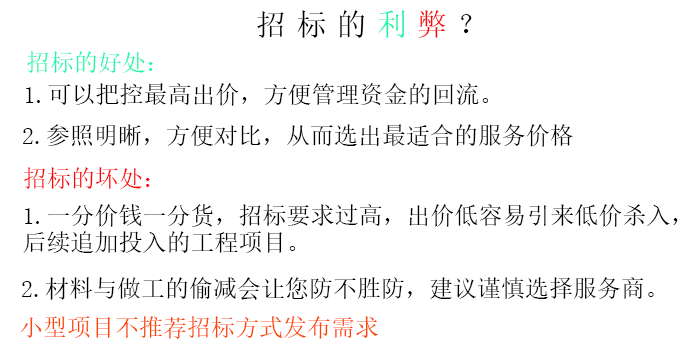 招标的利弊？
招标的好处：
1.可以把控最高出价，方便管理资金的回流。
2.参照明晰，方便对比，从而选出最适合的服务价格
招标的坏处：
1.一分价钱一分货，招标要求过高，出价低容易引来低价杀入，
后续追加投入的工程项目。
2.材料与做工的偷减会让您防不胜防，建议谨慎选择服务商。
小型项目不推荐招标方式发布需求